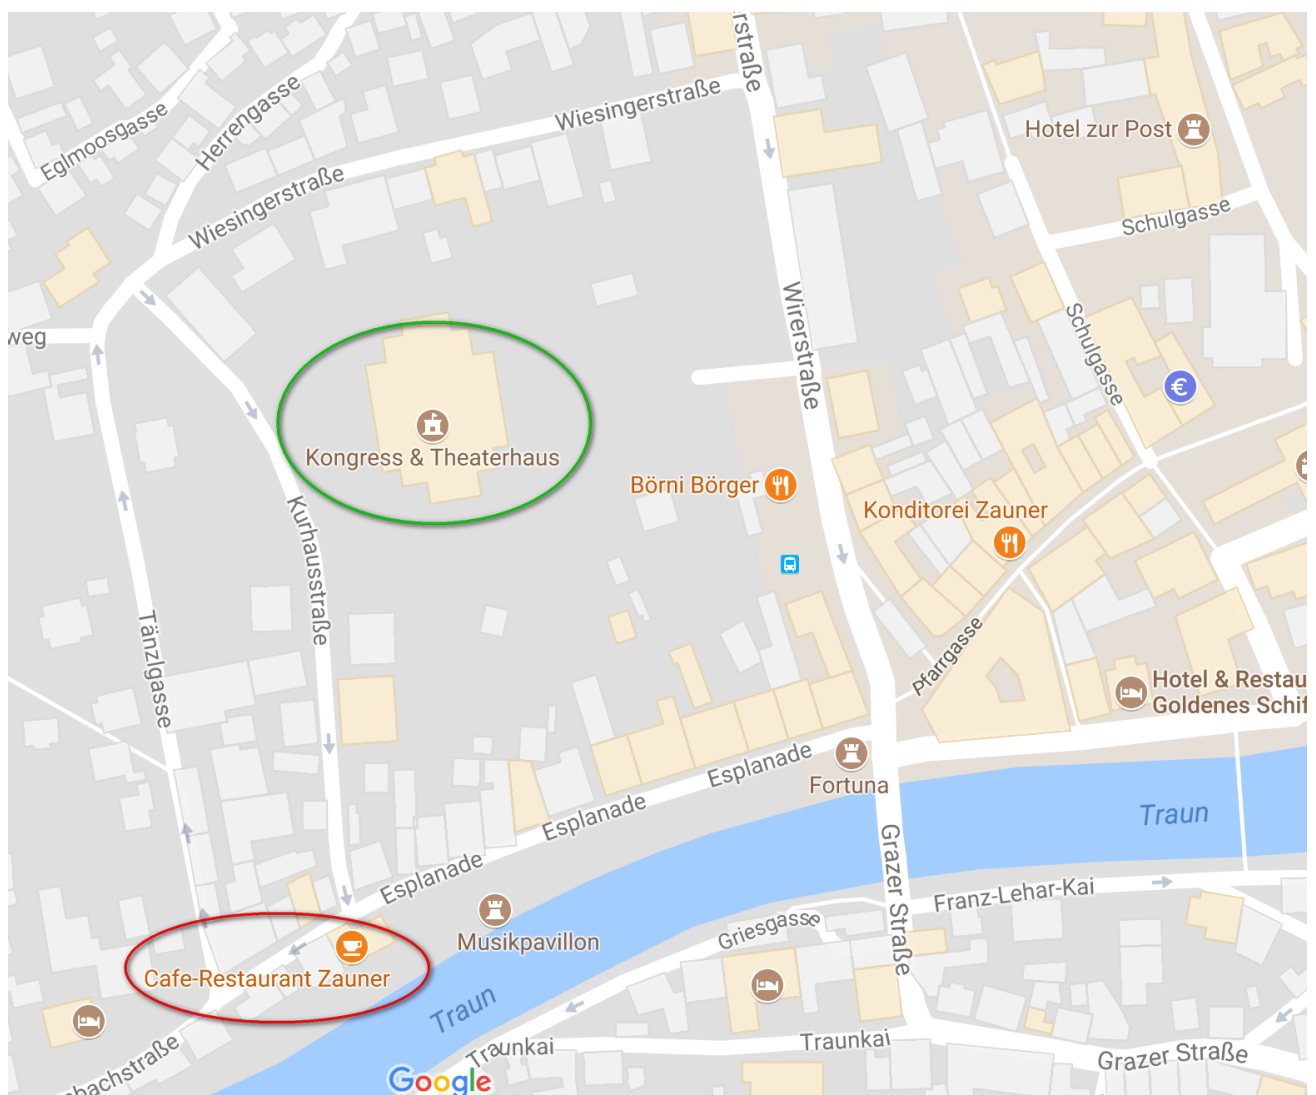 rstraße
Wiesingerstraße
Eglmoosgasse
Herrengasse
Hotel zur Post
Wiesingerstraße
Schulgasse
weg
Wirerstraße
Schulgasse
€
Kongress & Theaterhaus
Börni Börger
Konditorei Zauner
Kurhausstraße
Tänzlgasse
Pfarrgasse
Hotel & Restau
Goldenes Schif
Esplanade
Fortuna
Esplanade
Traun
Esplanade
Grazer Straße
Franz-Lehar-Kai
Musikpavillon
Griesgasse
Cafe-Restaurant Zauner
Traun
Traunkai
Traunkai
Grazer Straße
bachstraße
Google